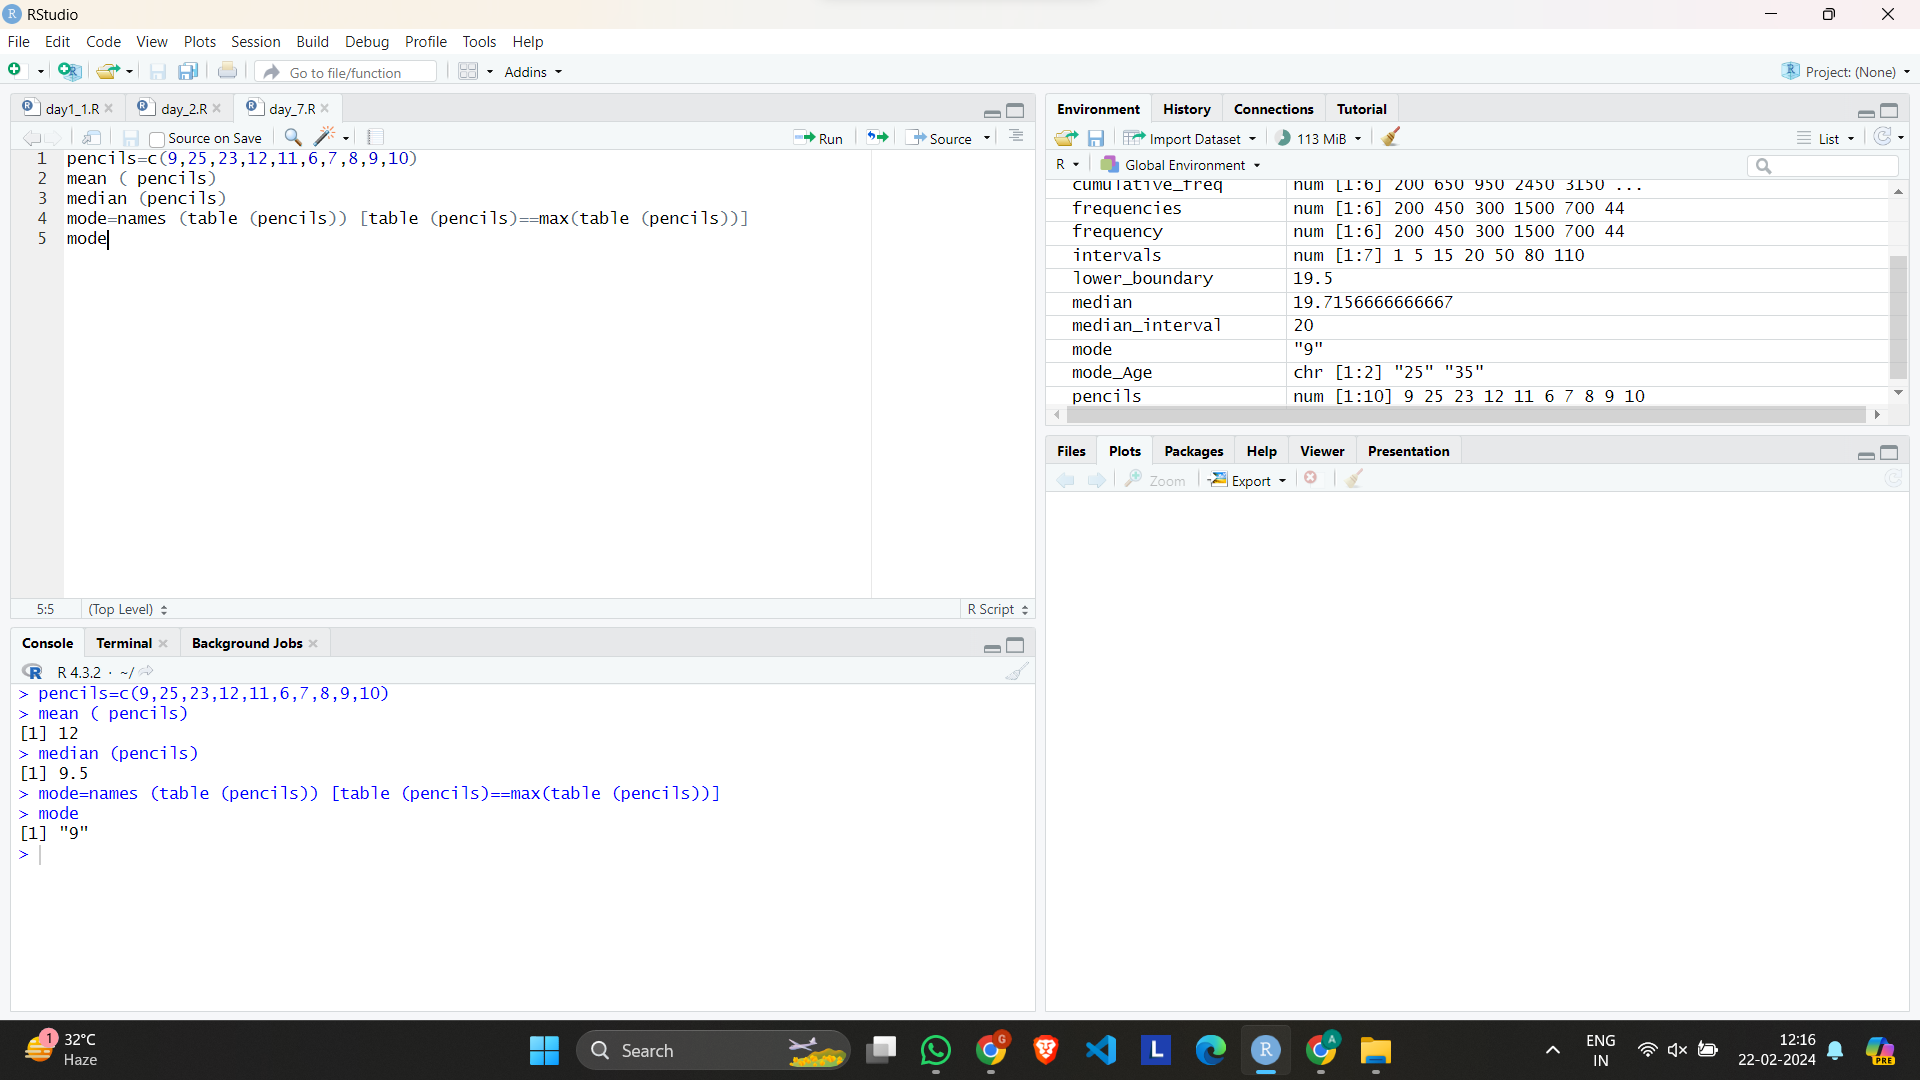 RStudio
File Edit Code View Plots Session Build Debug Profile Tools Help
Go to file/function Addins Project: (None)
day1_1.R day_2.R day_7.R
Source on Save Run Source
1 pencils=c(9,25,23,12,11,6,7,8,9,10)
2 mean ( pencils)
3 median (pencils)
4 mode=names (table (pencils)) [table (pencils)==max(table (pencils))]
5 mode
5:5 (Top Level) R Script
Console Terminal Background Jobs
R 4.3.2 · ~/
> pencils=c(9,25,23,12,11,6,7,8,9,10)
> mean ( pencils)
[1] 12
> median (pencils)
[1] 9.5
> mode=names (table (pencils)) [table (pencils)==max(table (pencils))]
> mode
[1] "9"
>
Environment History Connections Tutorial
Import Dataset 113 MiB List
R Global Environment
cumulative_freq num [1:6] 200 650 950 2450 3150 ...
frequencies num [1:6] 200 450 300 1500 700 44
frequency num [1:6] 200 450 300 1500 700 44
intervals num [1:7] 1 5 15 20 50 80 110
lower_boundary 19.5
median 19.7156666666667
median_interval 20
mode "9"
mode_Age chr [1:2] "25" "35"
pencils num [1:10] 9 25 23 12 11 6 7 8 9 10
Files Plots Packages Help Viewer Presentation
Zoom Export
1 32°C
Haze
Search
G
L
R
A
ENG
IN
12:16
22-02-2024
PRE